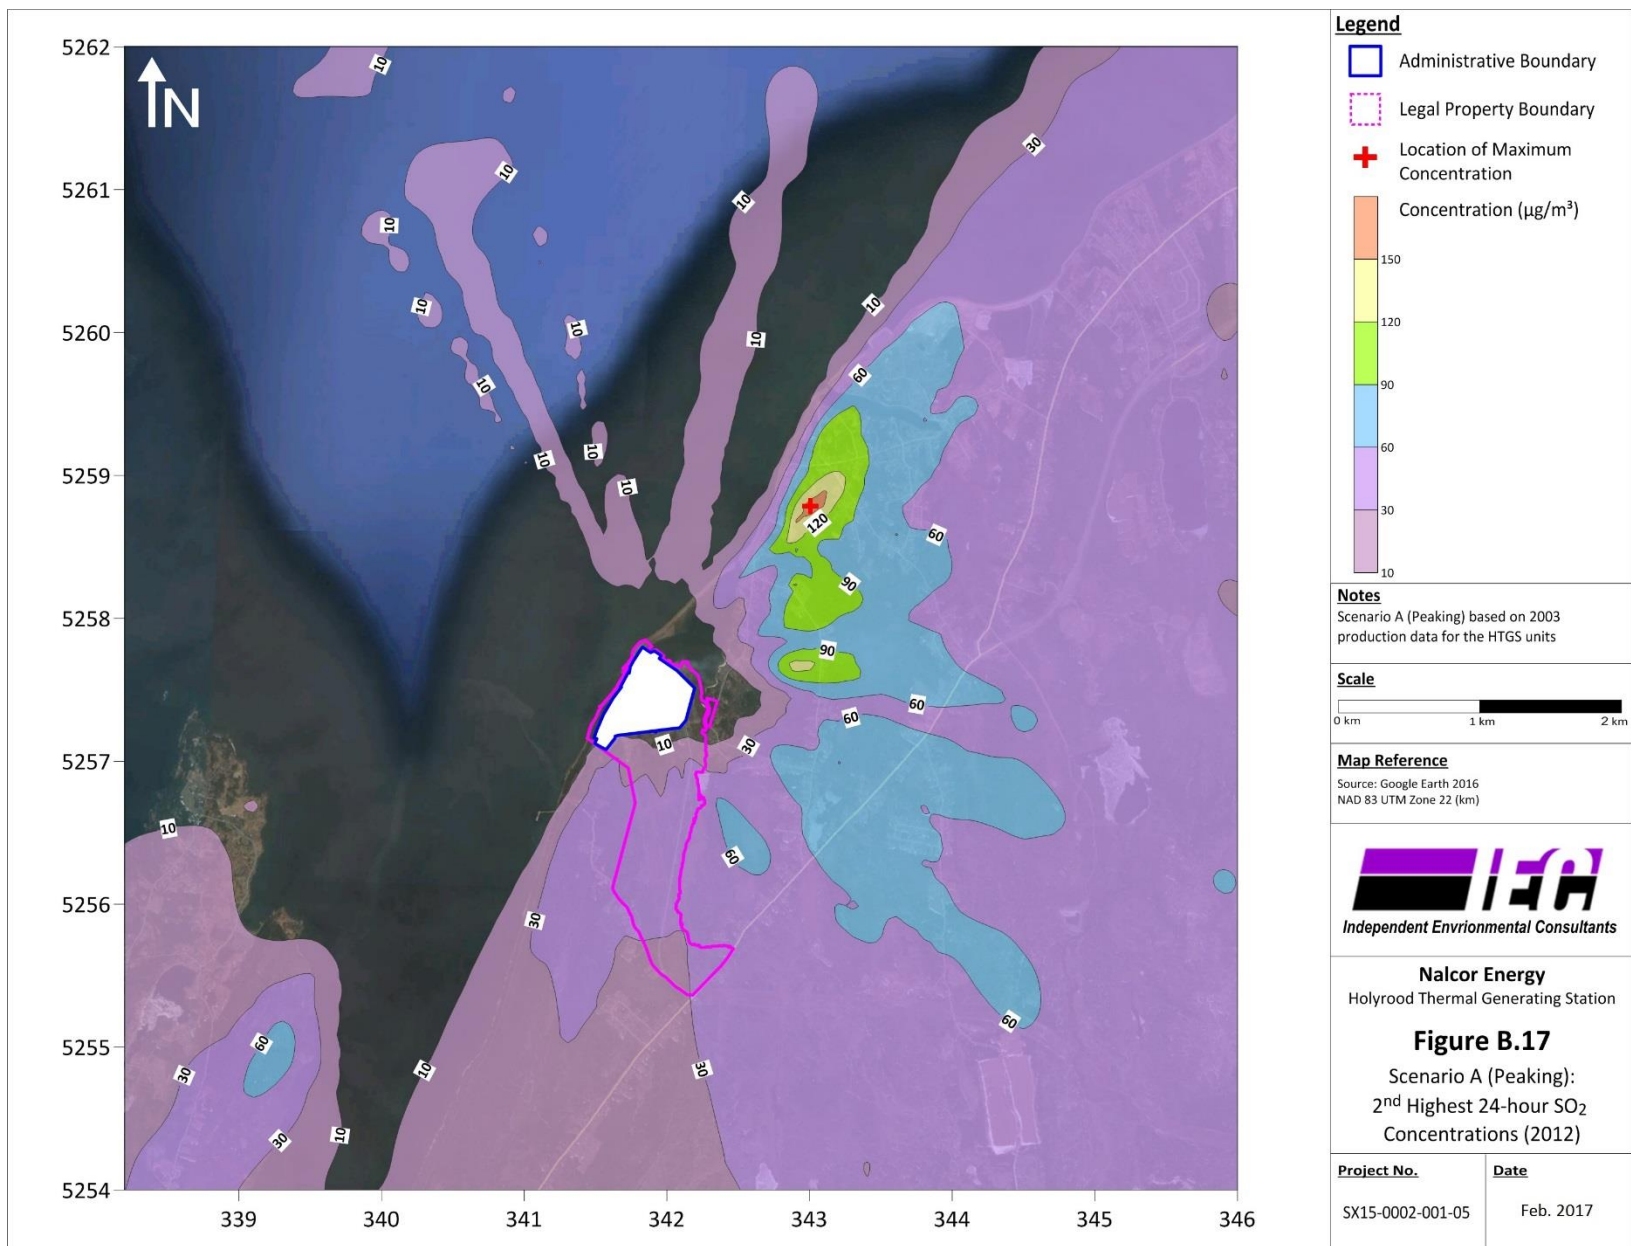 5262
5261
5260
5259
5258
5257
5256
5255
5254
339
340
341
342
343
344
345
346
N
10
10
10
10
10
10
10
10
10
10
10
10
10
30
10
60
120
60
90
90
60
60
10
30
60
10
30
60
60
30
10
30
30
10
Legend
Administrative Boundary
Legal Property Boundary
Location of Maximum
Concentration
Concentration (µg/m³)
150
120
90
60
30
10
Notes
Scenario A (Peaking) based on 2003
production data for the HTGS units
Scale
0 km 1 km 2 km
Map Reference
Source: Google Earth 2016
NAD 83 UTM Zone 22 (km)
IEC
Independent Envrionmental Consultants
Nalcor Energy
Holyrood Thermal Generating Station
Figure B.17
Scenario A (Peaking):
2nd Highest 24-hour SO2
Concentrations (2012)
Project No. Date
SX15-0002-001-05 Feb. 2017